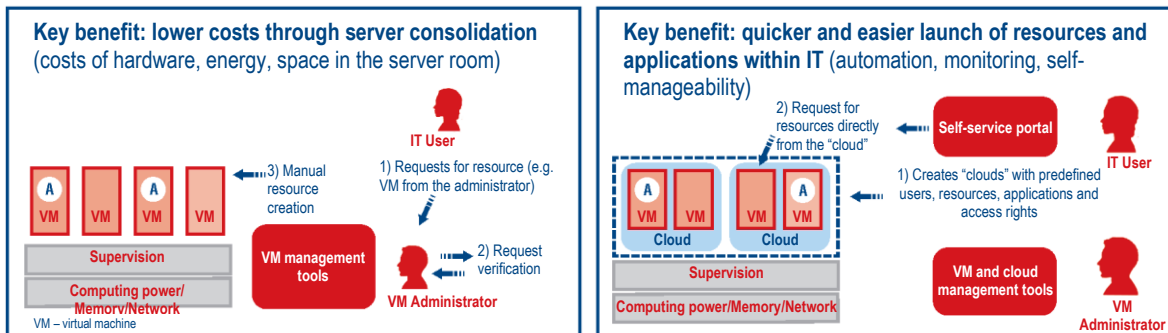 Key benefit: lower costs through server consolidation
(costs of hardware, energy, space in the server room)
IT User
1) Requests for resource (e.g.
VM from the administrator)
3) Manual
resource
creation
A
VM
VM
A
VM
VM
Supervision
Computing power/
Memory/Network
VM – virtual machine
VM management
tools
2) Request
verification
VM Administrator
Key benefit: quicker and easier launch of resources and
applications within IT (automation, monitoring, self-
manageability)
2) Request for
resources directly
from the “cloud”
Self-service portal
IT User
1) Creates “clouds” with predefined
users, resources, applications and
access rights
A
VM
VM
Cloud
VM
A
VM
Cloud
Supervision
Computing power/Memory/Network
VM and cloud
management tools
VM
Administrator